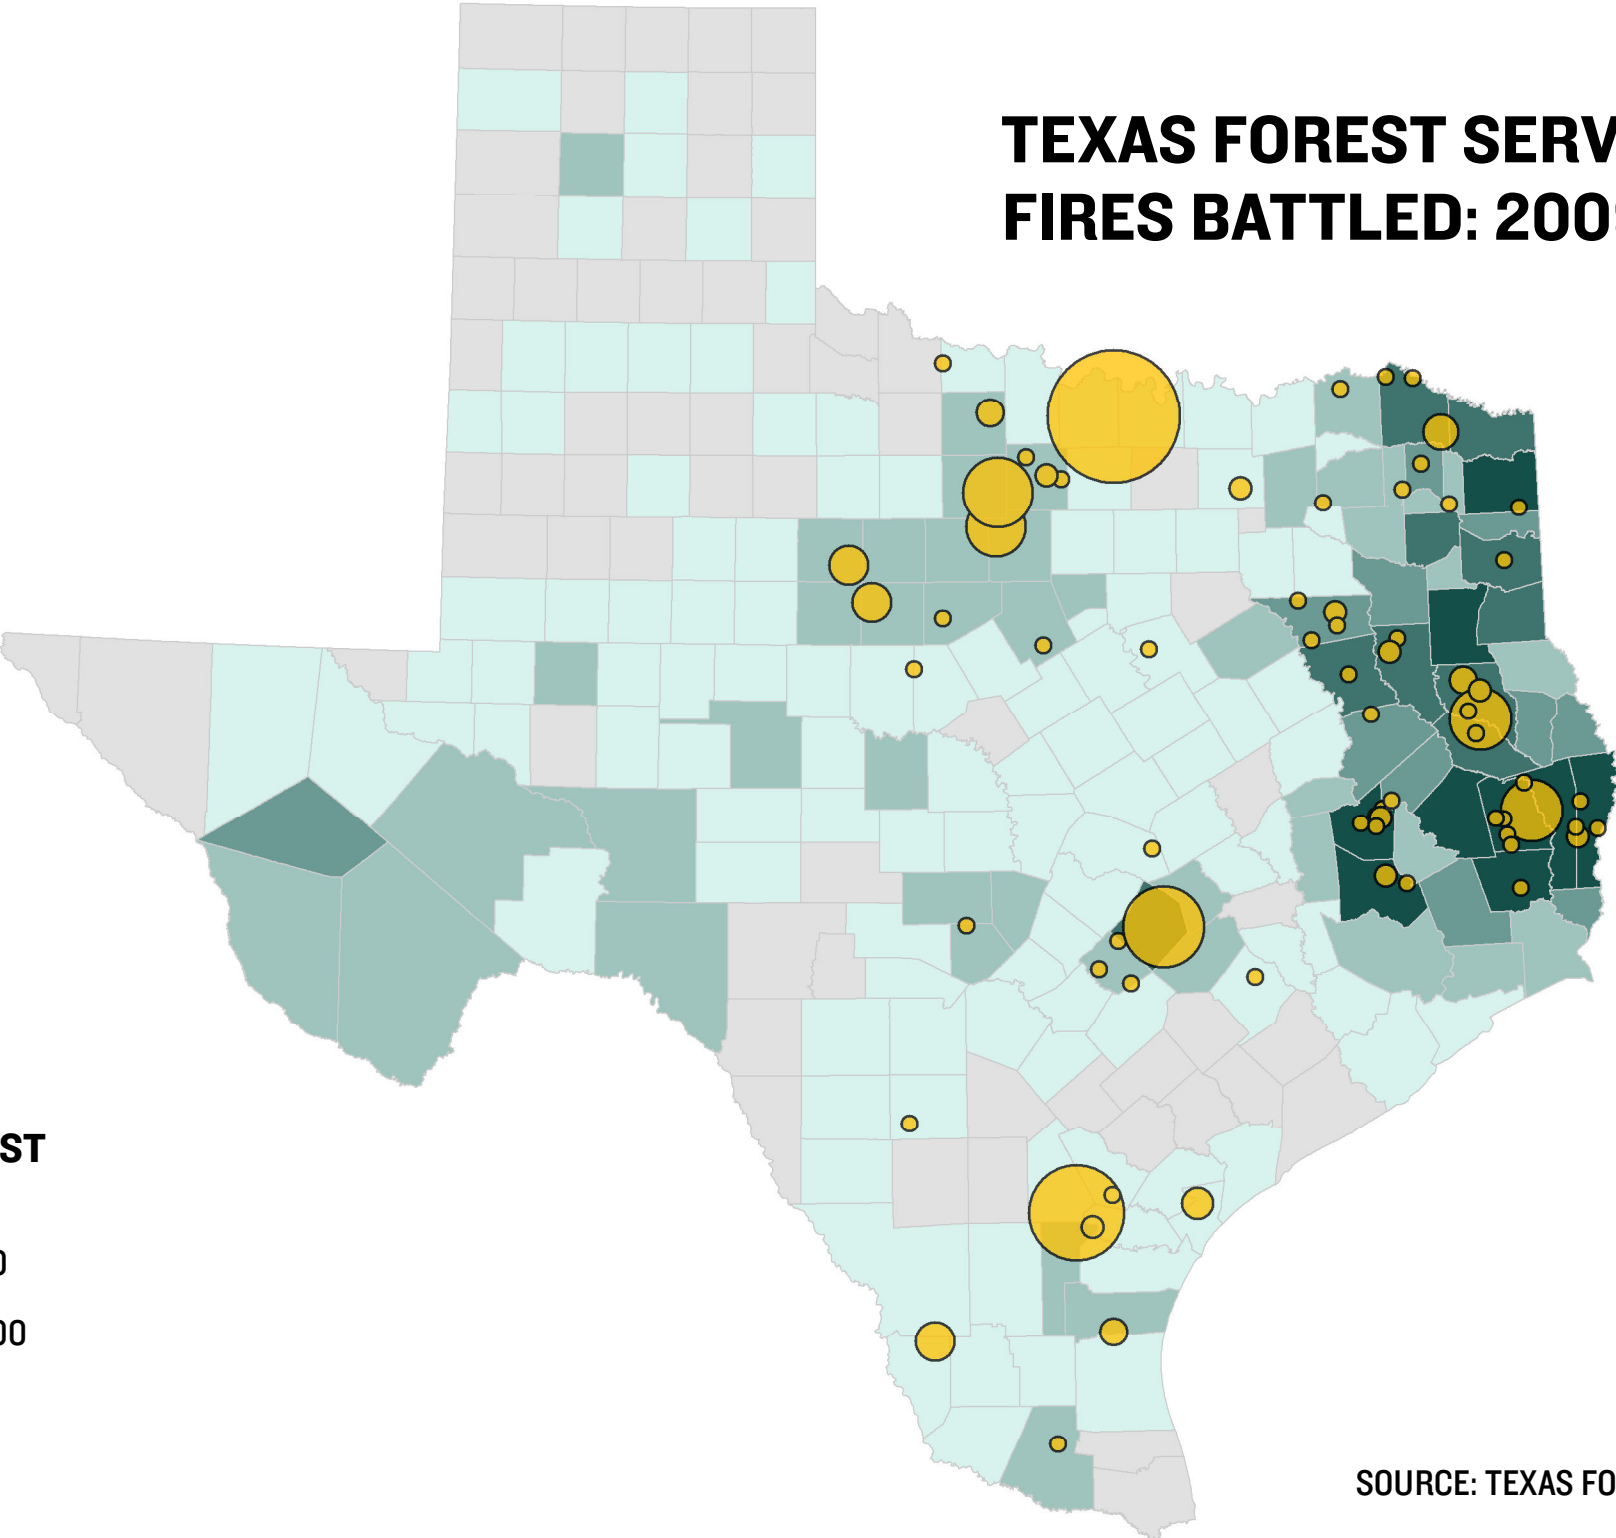 TEXAS FOREST SERV
FIRES BATTLED: 200
ST
0
00
SOURCE: TEXAS FO